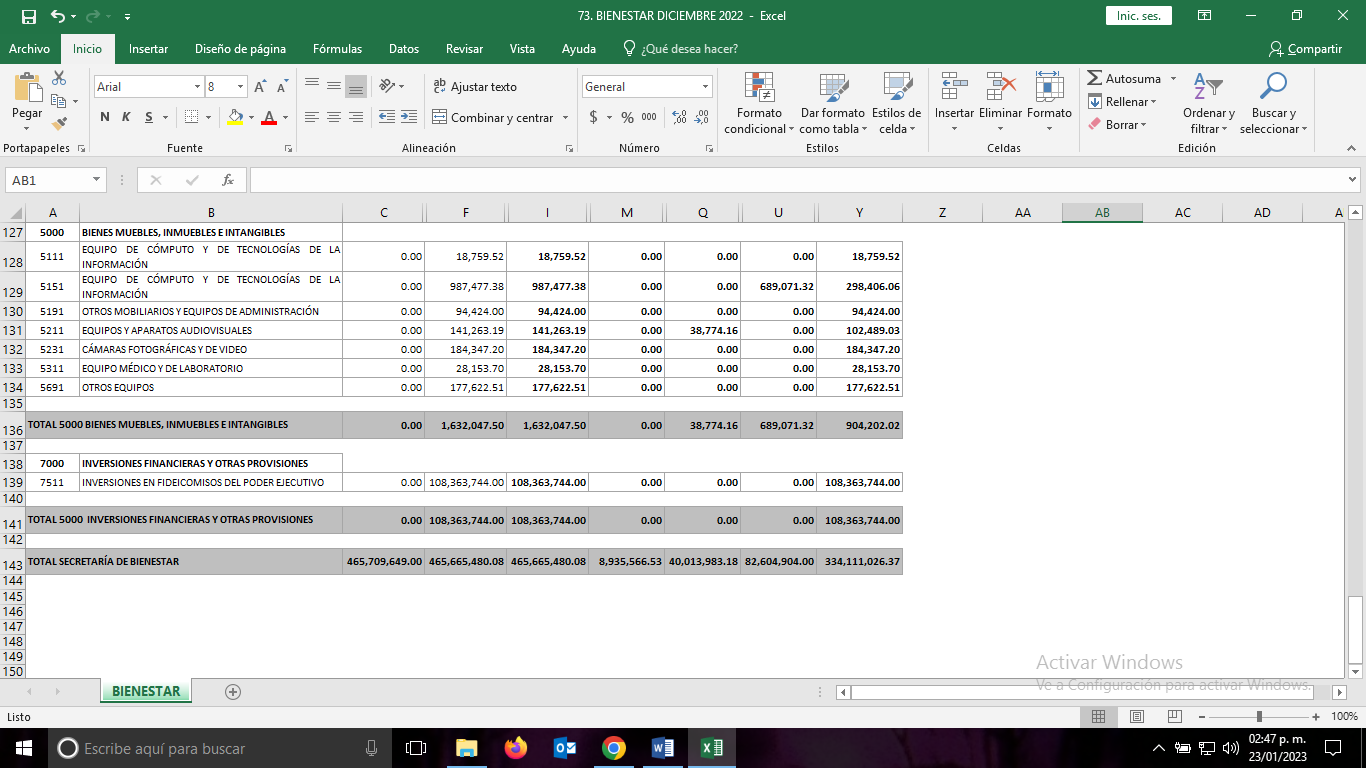 73. BIENESTAR DICIEMBRE 2022 - Excel
Inic. ses.
Archivo Inicio Insertar Diseño de página Fórmulas Datos Revisar Vista Ayuda ¿Qué desea hacer? Compartir
Pegar
Portapapeles
Arial 8
N K S
Fuente
Ajustar texto
Combinar y centrar
Alineación
General
$ % 000
Número
Formato condicional
Dar formato como tabla
Estilos de celda
Estilos
Insertar Eliminar Formato
Celdas
Autosuma
Rellenar
Borrar
Ordenar y filtrar
Buscar y seleccionar
Edición
AB1 fx
A B C F I M Q U Y Z AA AB AC AD A
127 5000 BIENES MUEBLES, INMUEBLES E INTANGIBLES
128 5111 EQUIPO DE CÓMPUTO Y DE TECNOLOGÍAS DE LA INFORMACIÓN 0.00 18,759.52 18,759.52 0.00 0.00 0.00 18,759.52
129 5151 EQUIPO DE CÓMPUTO Y DE TECNOLOGÍAS DE LA INFORMACIÓN 0.00 987,477.38 987,477.38 0.00 0.00 689,071.32 298,406.06
130 5191 OTROS MOBILIARIOS Y EQUIPOS DE ADMINISTRACIÓN 0.00 94,424.00 94,424.00 0.00 0.00 0.00 94,424.00
131 5211 EQUIPOS Y APARATOS AUDIOVISUALES 0.00 141,263.19 141,263.19 0.00 38,774.16 0.00 102,489.03
132 5231 CÁMARAS FOTOGRÁFICAS Y DE VIDEO 0.00 184,347.20 184,347.20 0.00 0.00 0.00 184,347.20
133 5311 EQUIPO MÉDICO Y DE LABORATORIO 0.00 28,153.70 28,153.70 0.00 0.00 0.00 28,153.70
134 5691 OTROS EQUIPOS 0.00 177,622.51 177,622.51 0.00 0.00 0.00 177,622.51
135
136 TOTAL 5000 BIENES MUEBLES, INMUEBLES E INTANGIBLES 0.00 1,632,047.50 1,632,047.50 0.00 38,774.16 689,071.32 904,202.02
137
138 7000 INVERSIONES FINANCIERAS Y OTRAS PROVISIONES
139 7511 INVERSIONES EN FIDEICOMISOS DEL PODER EJECUTIVO 0.00 108,363,744.00 108,363,744.00 0.00 0.00 0.00 108,363,744.00
140
141 TOTAL 5000 INVERSIONES FINANCIERAS Y OTRAS PROVISIONES 0.00 108,363,744.00 108,363,744.00 0.00 0.00 0.00 108,363,744.00
142
143 TOTAL SECRETARÍA DE BIENESTAR 465,709,649.00 465,665,480.08 465,665,480.08 8,935,566.53 40,013,983.18 82,604,904.00 334,111,026.37
144
145
146
147
148
149
150
Activar Windows
Ve a Configuración para activar Windows.
BIENESTAR
Listo
100%
Escribe aquí para buscar
02:47 p. m.
23/01/2023